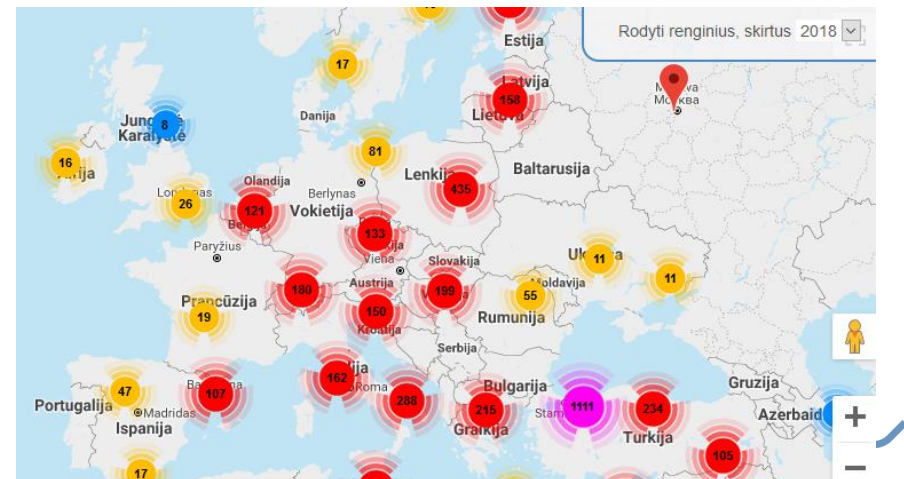 Rodyti renginius, skirtus 2018
Estija
17
Latvija
158
Lietuva
Москва
Danija
8
Karalystė
16
Airija
81
Lenkija
435
Baltarusija
Olandija
Berlynas
Londonas
26
121
Vokietija
133
Paryžius
Viena
Slovakija
Ukraina
11
11
Moldavija
180
Austrija
199
55
Prancūzija
19
150
Kroatija
Rumunija
Serbija
162
Roma
288
Bulgarija
Gruzija
47
107
215
1111
234
Portugalija
Madridas
Ispanija
Graikija
Turkija
Azerbaid
105
17